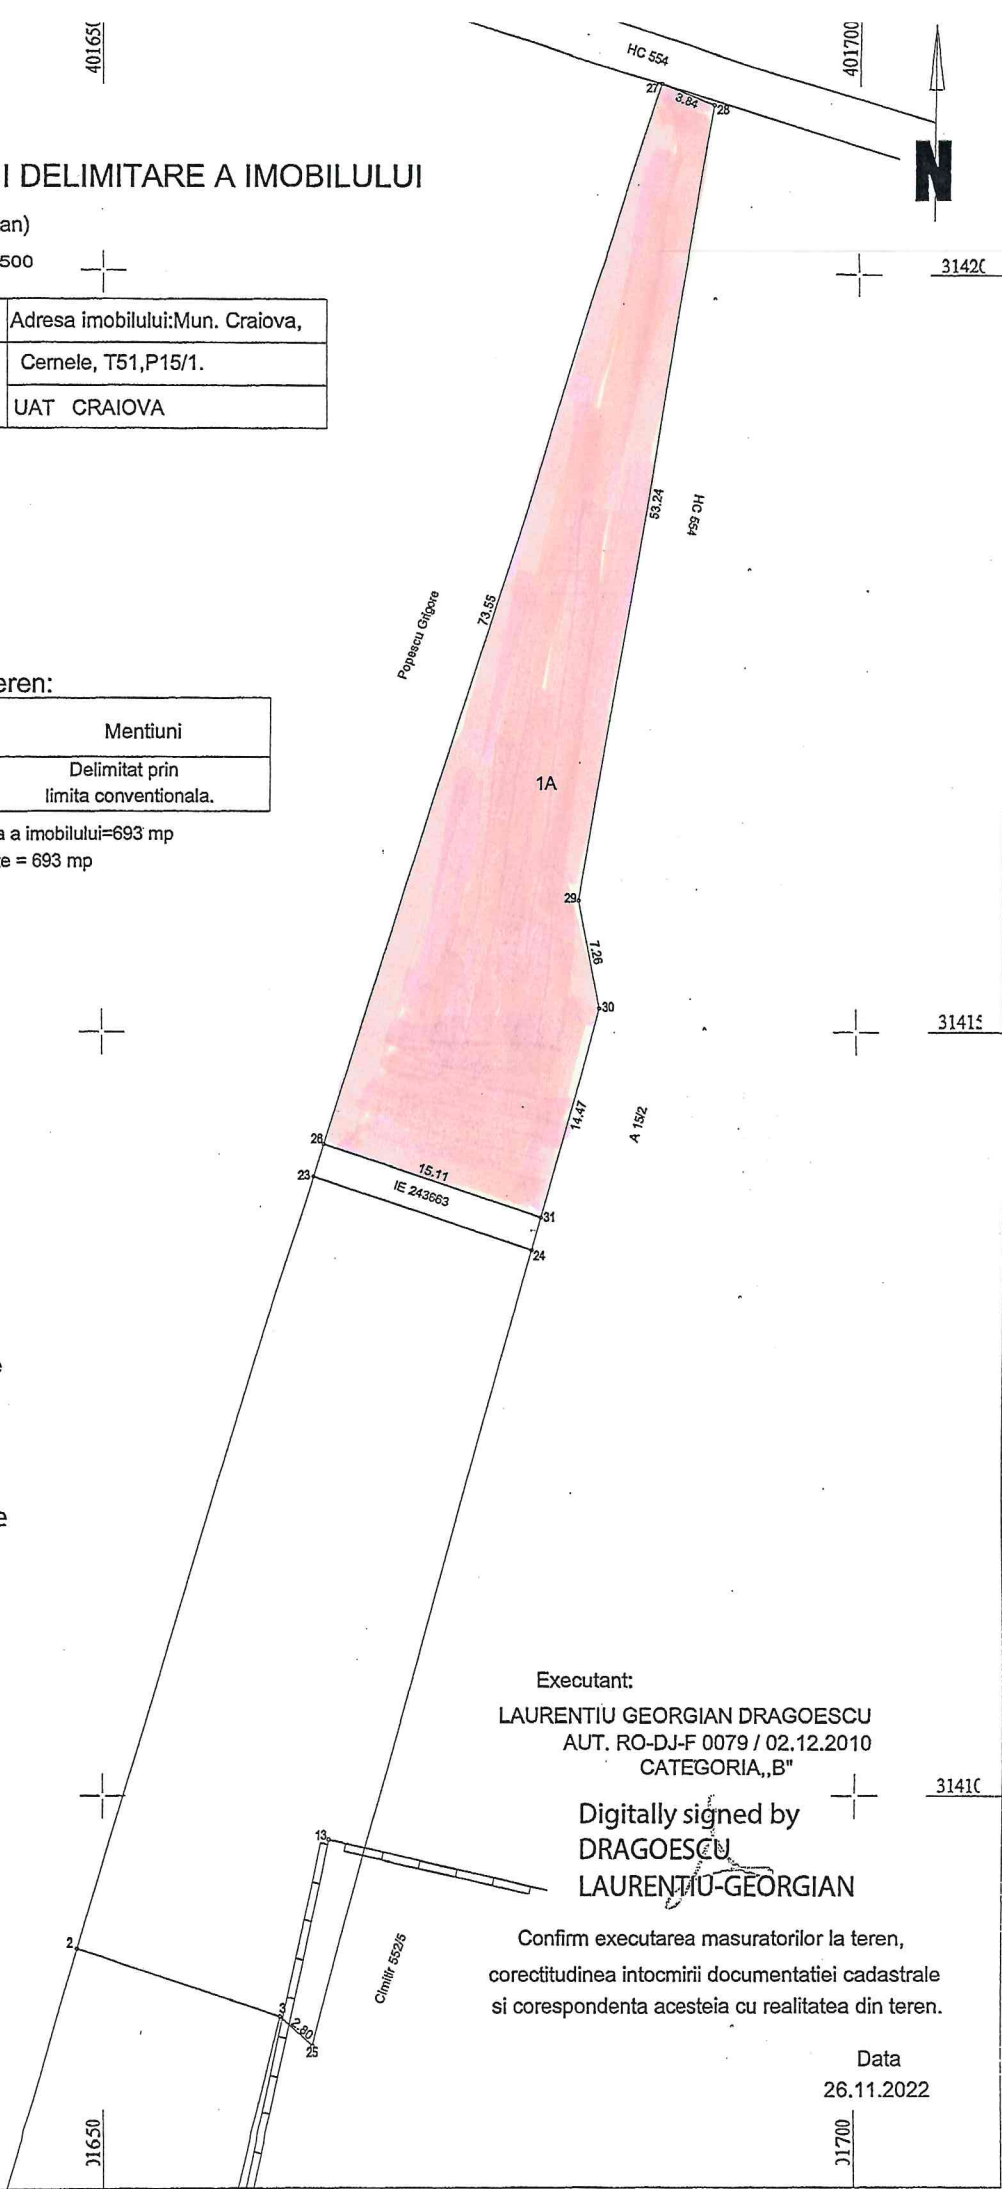 40165(
401700
HC 554
27
3.84
28
N
I DELIMITARE A IMOBILULUI
an)
500
3142(
Adresa imobilului:Mun. Craiova,
Cernele, T51,P15/1.
UAT CRAIOVA
53.24
HC 554
73.55
Popescu Grigore
eren:
Mentiuni
Delimitat prin
limita conventionala.
1A
a a imobilului=693 mp
te = 693 mp
29
7.26
30
3141
14.47
A 15/2
26
15.11
23
IE 243663
31
24
e
Executant:
LAURENTIU GEORGIAN DRAGOESCU
AUT. RO-DJ-F 0079 / 02.12.2010
CATEGORIA,,B"
3141(
Digitally signed by
DRAGOESCU
LAURENTIU-GEORGIAN
13
Confirm executarea masuratorilor la teren,
corectitudinea intocmirii documentatiei cadastrale
si corespondenta acesteia cu realitatea din teren.
2
Cimitir 552/5
3
2.80
25
Data
26.11.2022
01650
01700